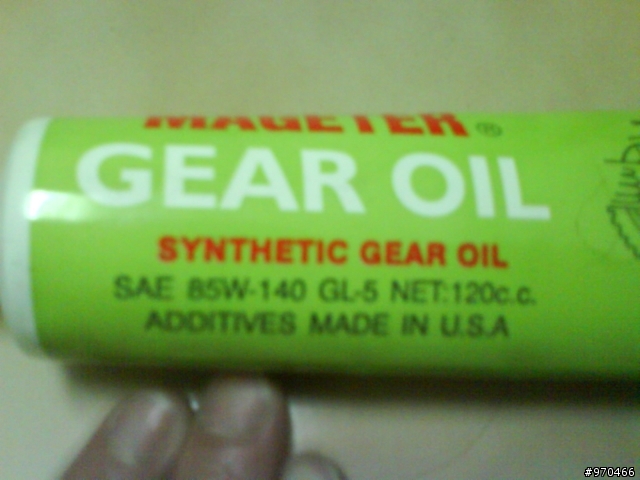 MAGETER ®
GEAR OIL
SYNTHETIC GEAR OIL
SAE 85W-140 GL-5 NET:120c.c.
ADDITIVES MADE IN U.S.A
#970466